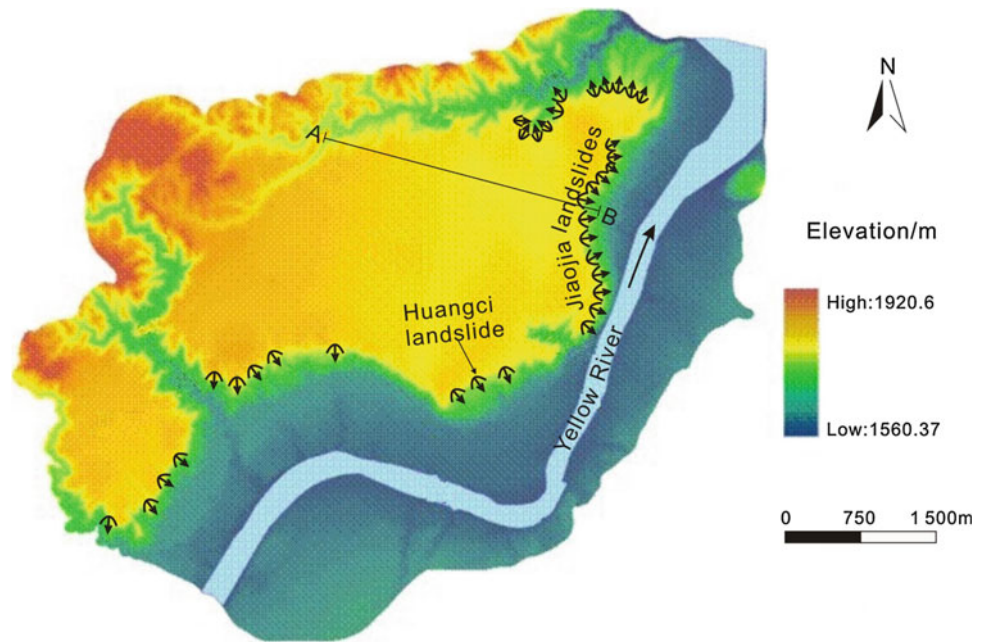 N
A
B
Jiaojia landslides
Huangci
landslide
Yellow River
Elevation/m
High:1920.6
Low:1560.37
0 750 1 500m